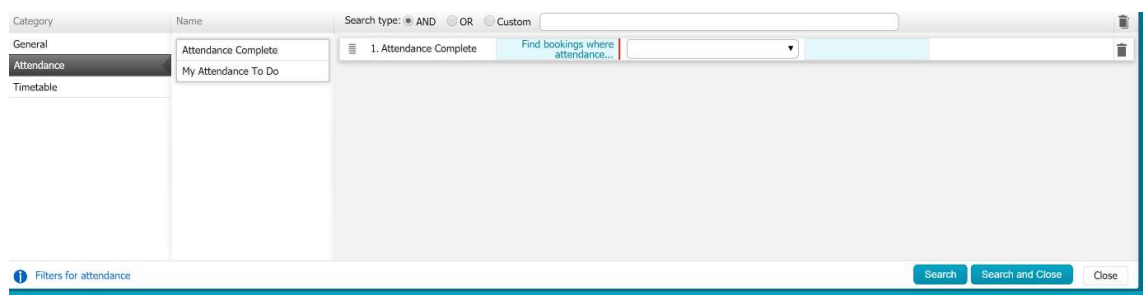 Category
Name
Search type: AND OR Custom
General
Attendance
Timetable
Attendance Complete
My Attendance To Do
1. Attendance Complete
Find bookings where
attendance...
Filters for attendance
Search
Search and Close
Close